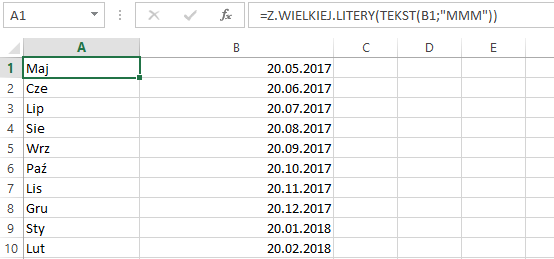 A1 =Z.WIELKIEJ.LITERY(TEKST(B1;"MMM"))
A B C D E
1 Maj 20.05.2017
2 Cze 20.06.2017
3 Lip 20.07.2017
4 Sie 20.08.2017
5 Wrz 20.09.2017
6 Paź 20.10.2017
7 Lis 20.11.2017
8 Gru 20.12.2017
9 Sty 20.01.2018
10 Lut 20.02.2018